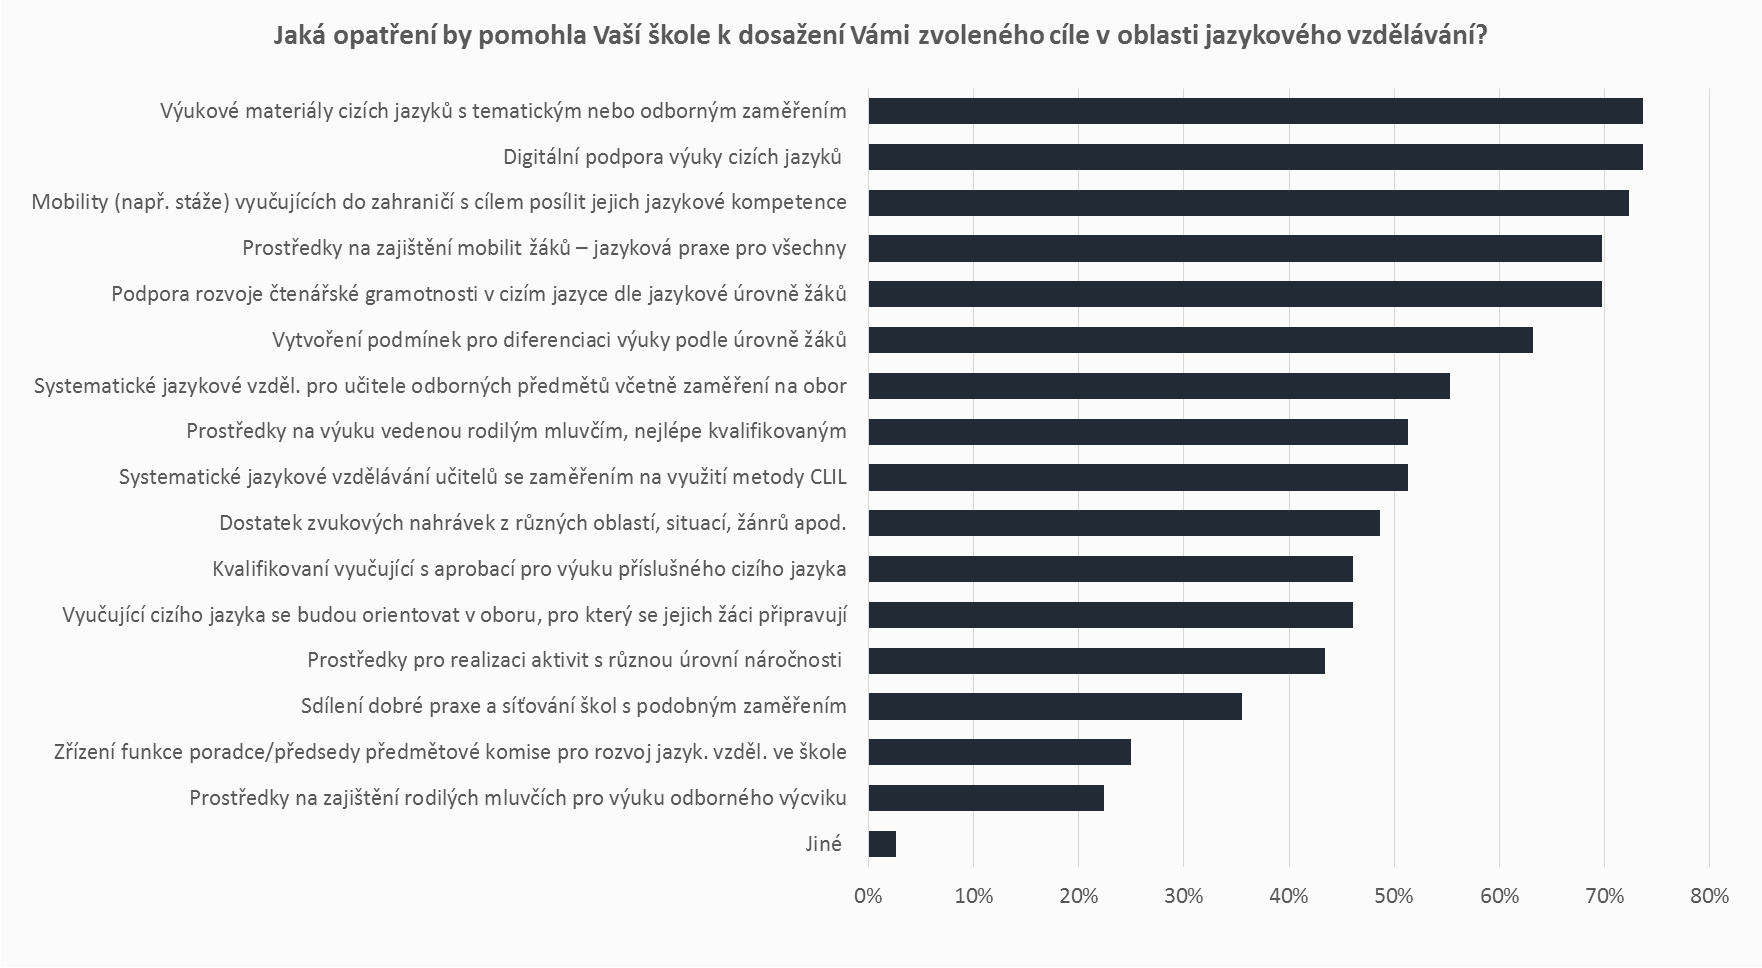 Jaká opatření by pomohla Vaší škole k dosažení Vámi zvoleného cíle v oblasti jazykového vzdělávání?
Výukové materiály cizích jazyků s tematickým nebo odborným zaměřením
Digitální podpora výuky cizích jazyků
Mobility (např. stáže) vyučujících do zahraničí s cílem posílit jejich jazykové kompetence
Prostředky na zajištění mobilit žáků – jazyková praxe pro všechny
Podpora rozvoje čtenářské gramotnosti v cizím jazyce dle jazykové úrovně žáků
Vytvoření podmínek pro diferenciaci výuky podle úrovně žáků
Systematické jazykové vzděl. pro učitele odborných předmětů včetně zaměření na obor
Prostředky na výuku vedenou rodilým mluvčím, nejlépe kvalifikovaným
Systematické jazykové vzdělávání učitelů se zaměřením na využití metody CLIL
Dostatek zvukových nahrávek z různých oblastí, situací, žánrů apod.
Kvalifikovaní vyučující s aprobací pro výuku příslušného cizího jazyka
Vyučující cizího jazyka se budou orientovat v oboru, pro který se jejich žáci připravují
Prostředky pro realizaci aktivit s různou úrovní náročnosti
Sdílení dobré praxe a síťování škol s podobným zaměřením
Zřízení funkce poradce/předsedy předmětové komise pro rozvoj jazyk. vzděl. ve škole
Prostředky na zajištění rodilých mluvčích pro výuku odborného výcviku
Jiné
0% 10% 20% 30% 40% 50% 60% 70% 80%